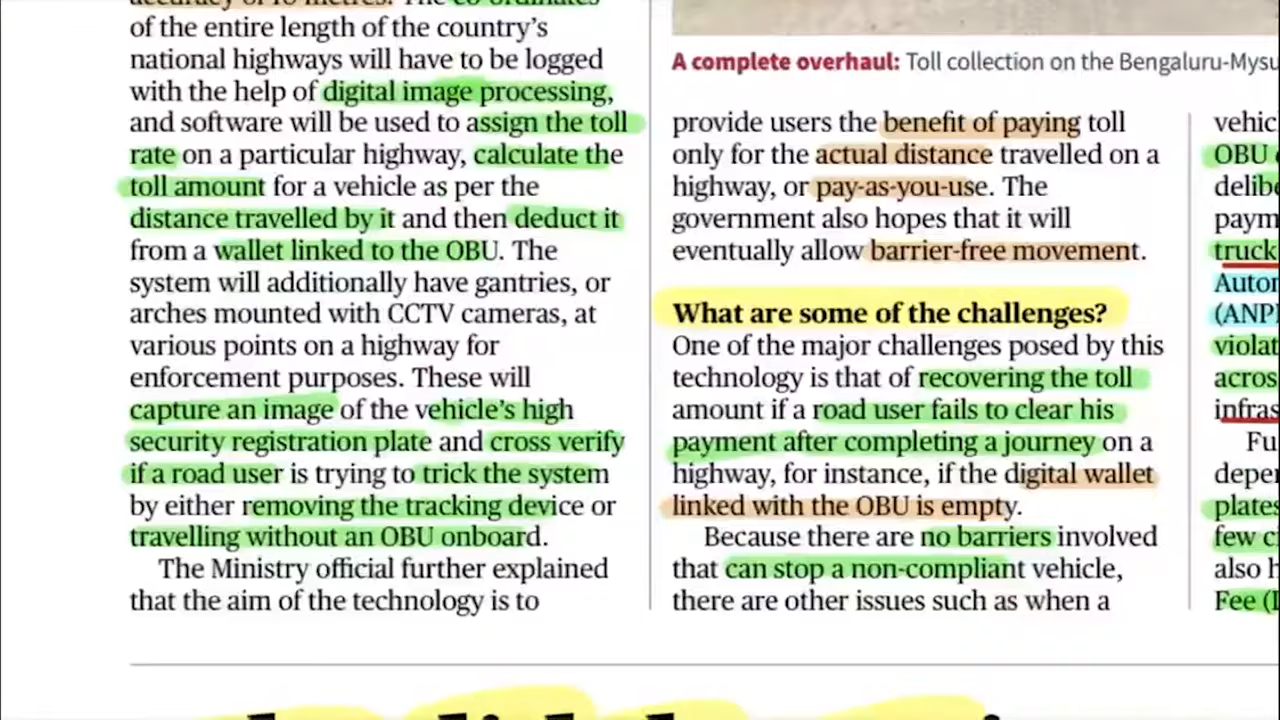 accuracy of 10 metres. The co-ordinates
of the entire length of the country's
national highways will have to be logged
with the help of digital image processing,
and software will be used to assign the toll
rate on a particular highway, calculate the
toll amount for a vehicle as per the
distance travelled by it and then deduct it
from a wallet linked to the OBU. The
system will additionally have gantries, or
arches mounted with CCTV cameras, at
various points on a highway for
enforcement purposes. These will
capture an image of the vehicle's high
security registration plate and cross verify
if a road user is trying to trick the system
by either removing the tracking device or
travelling without an OBU onboard.
The Ministry official further explained
that the aim of the technology is to
A complete overhaul: Toll collection on the Bengaluru-Mysu
provide users the benefit of paying toll
only for the actual distance travelled on a
highway, or pay-as-you-use. The
government also hopes that it will
eventually allow barrier-free movement.
What are some of the challenges?
One of the major challenges posed by this
technology is that of recovering the toll
amount if a road user fails to clear his
payment after completing a journey on a
highway, for instance, if the digital wallet
linked with the OBU is empty.
Because there are no barriers involved
that can stop a non-compliant vehicle,
there are other issues such as when a
vehic
OBU
delibe
paym
truck
Autor
(ANP
violat
acros
infras
Fu
depe
plates
few c
also h
Fee (